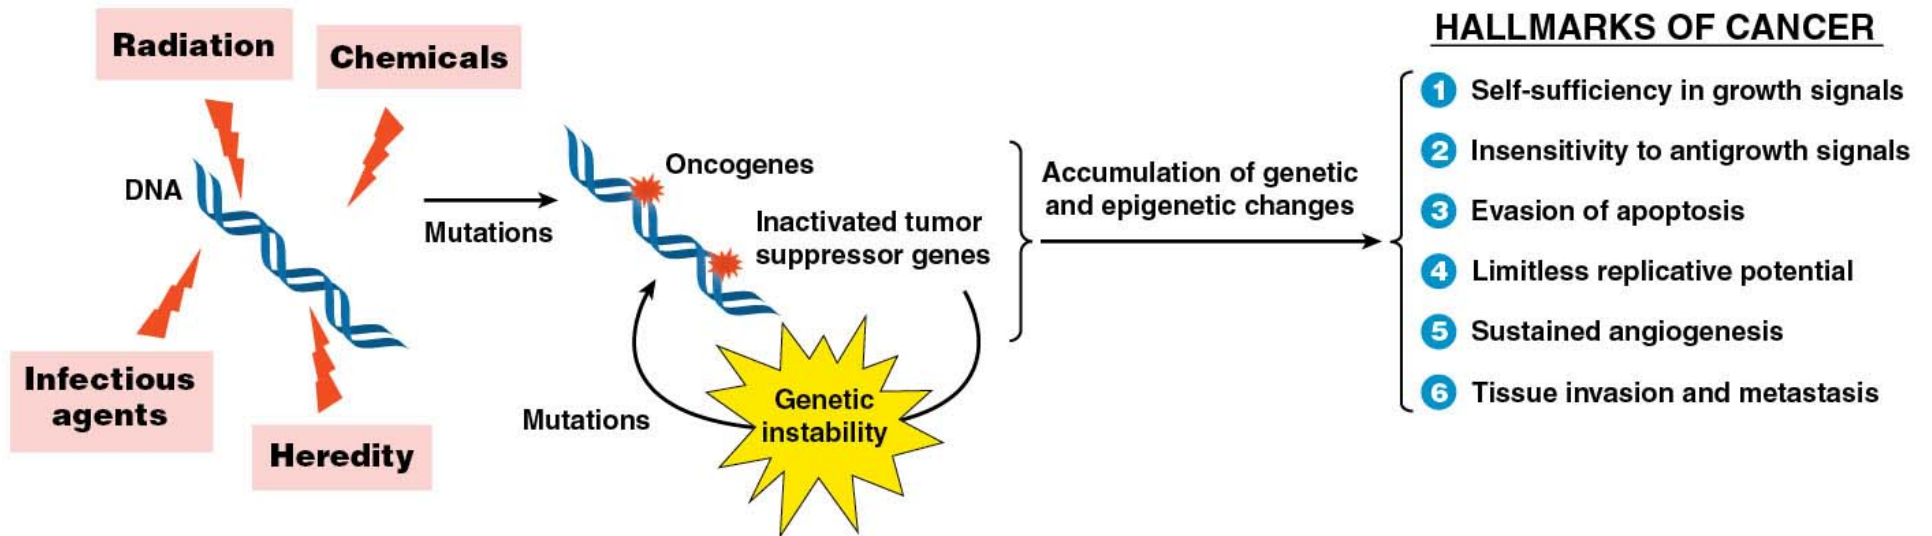 Radiation
Chemicals
DNA
Infectious
agents
Heredity
Mutations
Oncogenes
Inactivated tumor
suppressor genes
Mutations
Genetic
instability
Accumulation of genetic
and epigenetic changes
HALLMARKS OF CANCER
1 Self-sufficiency in growth signals
2 Insensitivity to antigrowth signals
3 Evasion of apoptosis
4 Limitless replicative potential
5 Sustained angiogenesis
6 Tissue invasion and metastasis